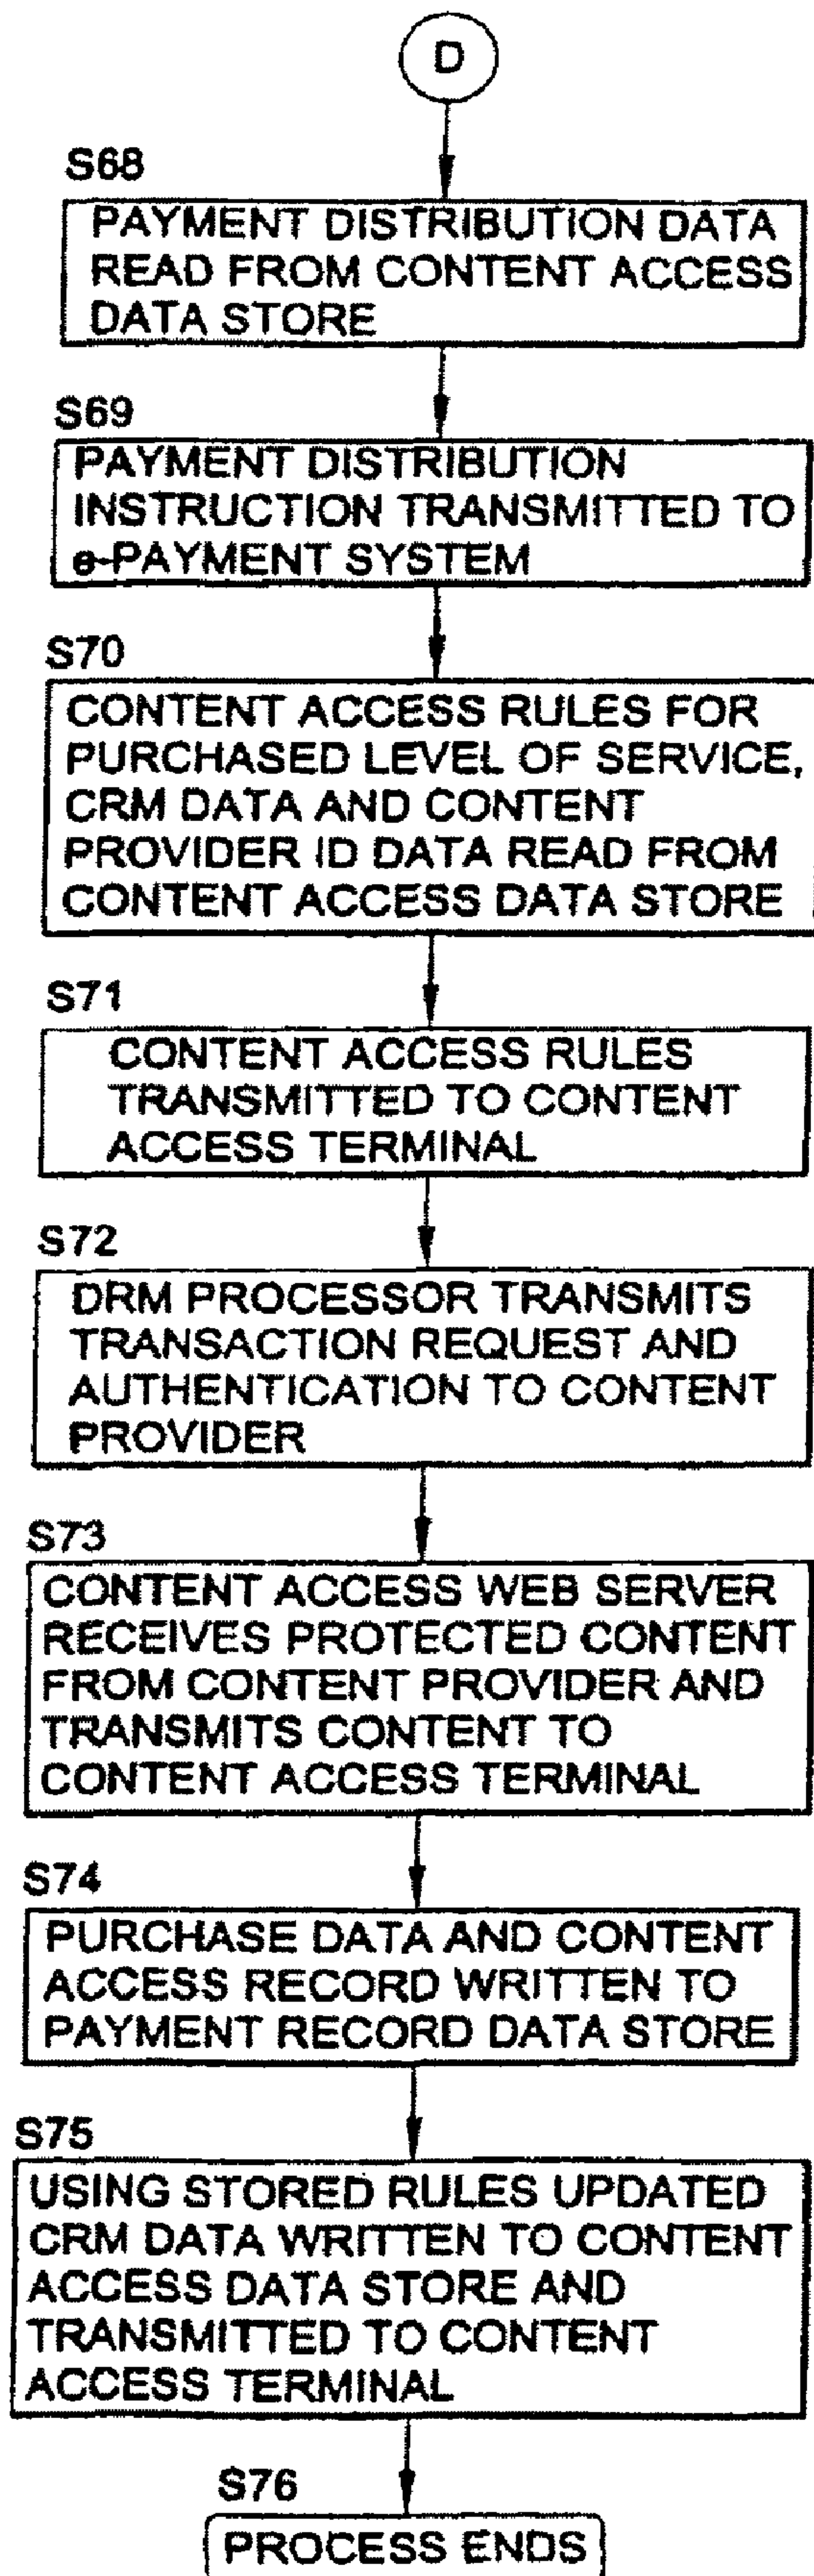 D
S68
PAYMENT DISTRIBUTION DATA
READ FROM CONTENT ACCESS
DATA STORE
S69
PAYMENT DISTRIBUTION
INSTRUCTION TRANSMITTED TO
e-PAYMENT SYSTEM
S70
CONTENT ACCESS RULES FOR
PURCHASED LEVEL OF SERVICE,
CRM DATA AND CONTENT
PROVIDER ID DATA READ FROM
CONTENT ACCESS DATA STORE
S71
CONTENT ACCESS RULES
TRANSMITTED TO CONTENT
ACCESS TERMINAL
S72
DRM PROCESSOR TRANSMITS
TRANSACTION REQUEST AND
AUTHENTICATION TO CONTENT
PROVIDER
S73
CONTENT ACCESS WEB SERVER
RECEIVES PROTECTED CONTENT
FROM CONTENT PROVIDER AND
TRANSMITS CONTENT TO
CONTENT ACCESS TERMINAL
S74
PURCHASE DATA AND CONTENT
ACCESS RECORD WRITTEN TO
PAYMENT RECORD DATA STORE
S75
USING STORED RULES UPDATED
CRM DATA WRITTEN TO CONTENT
ACCESS DATA STORE AND
TRANSMITTED TO CONTENT
ACCESS TERMINAL
S76
PROCESS ENDS